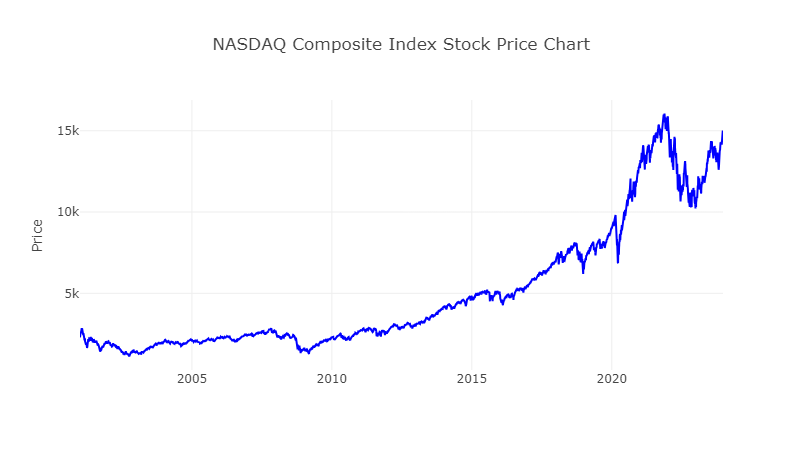 NASDAQ Composite Index Stock Price Chart
15k
10k
5k
Price
2005 2010 2015 2020